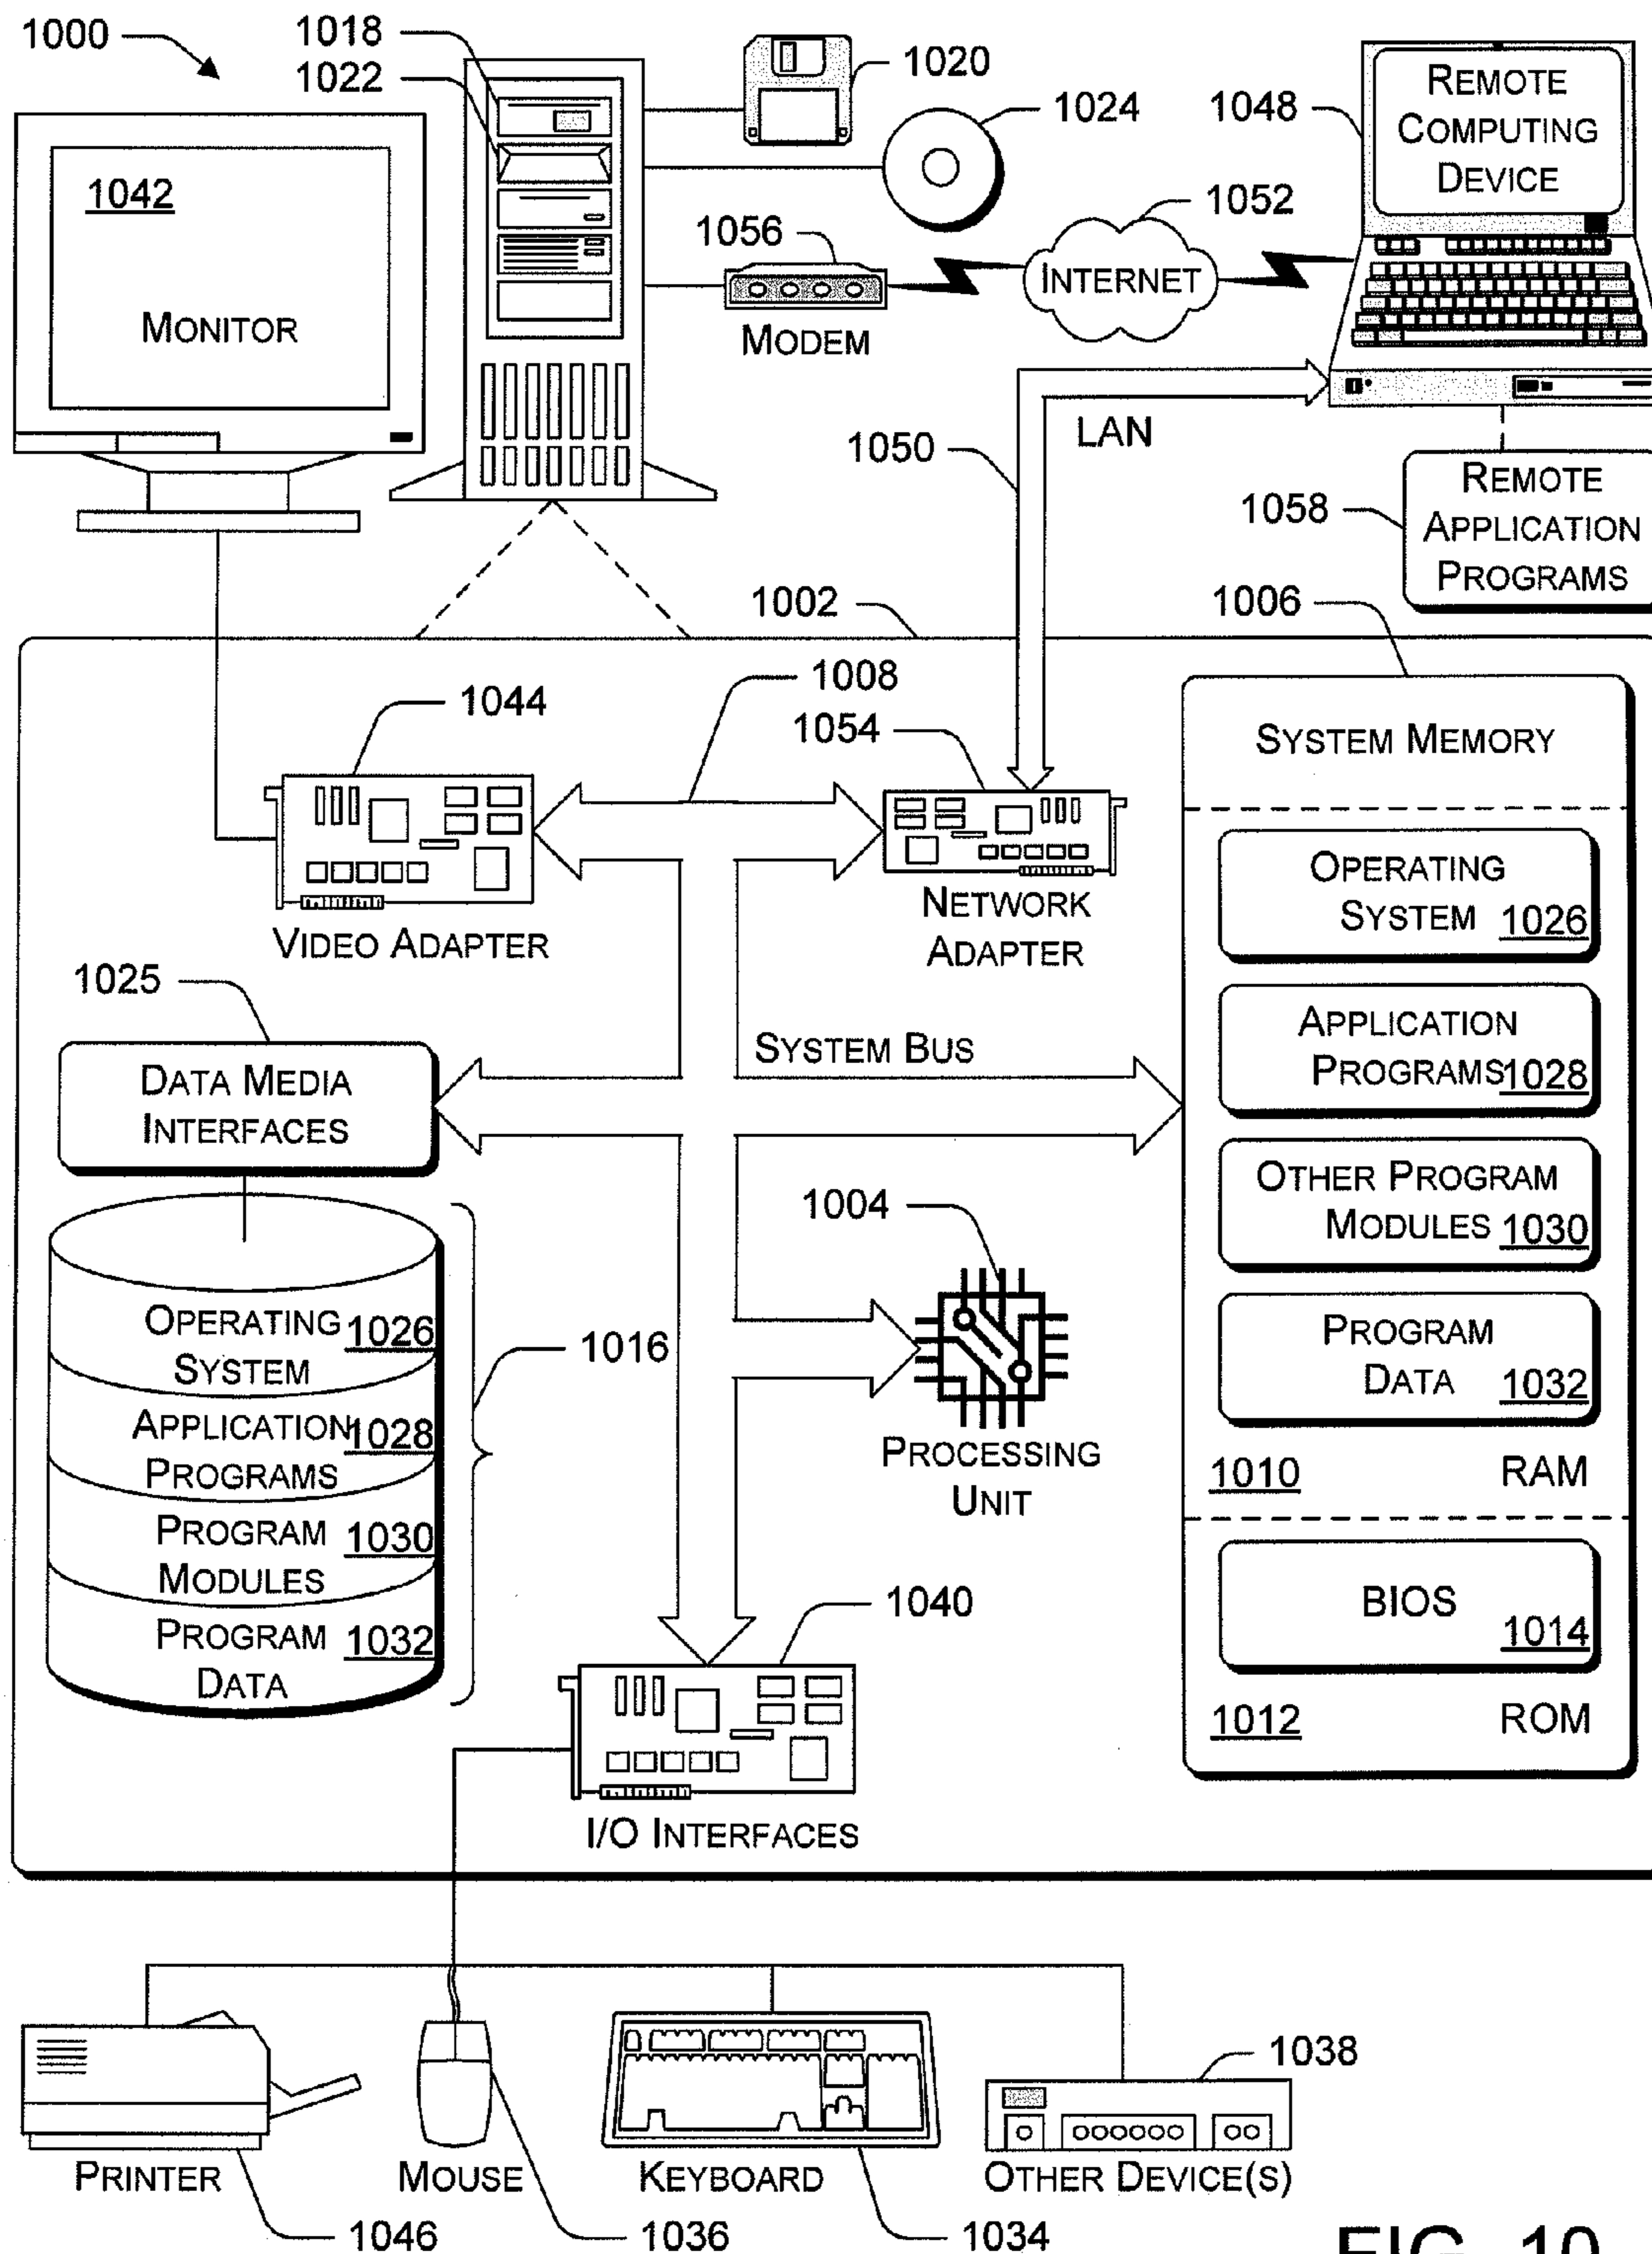 1000
1018
1022
1020
1024
1048
REMOTE
COMPUTING
DEVICE
1042
MONITOR
1056
MODEM
1052
INTERNET
LAN
1050
REMOTE
APPLICATION
PROGRAMS
1058
1002
1006
1008
1044
1054
VIDEO ADAPTER
NETWORK
ADAPTER
SYSTEM MEMORY
OPERATING
SYSTEM 1026
APPLICATION
PROGRAMS 1028
OTHER PROGRAM
MODULES 1030
PROGRAM
DATA 1032
1010 RAM
BIOS
1014
1012 ROM
1025
DATA MEDIA
INTERFACES
SYSTEM BUS
1004
PROCESSING
UNIT
OPERATING 1026
SYSTEM
APPLICATION 1028
PROGRAMS
PROGRAM 1030
MODULES
PROGRAM 1032
DATA
1016
1040
I/O INTERFACES
1038
PRINTER
MOUSE
KEYBOARD
OTHER DEVICE(S)
1046
1036
1034
FIG. 10